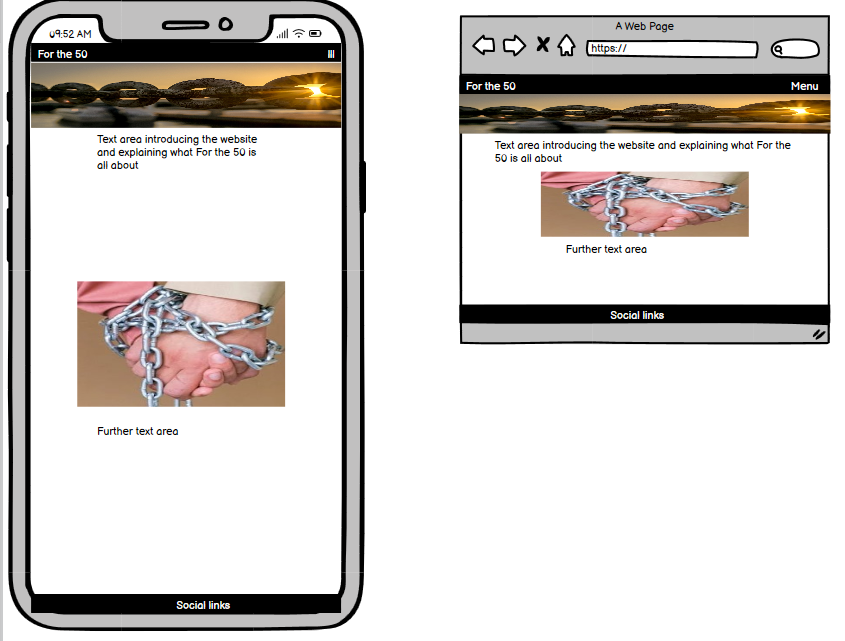 09:52 AM
For the 50
Text area introducing the website
and explaining what For the 50 is
all about
Further text area
Social links
A Web Page
https://
For the 50
Menu
Text area introducing the website and explaining what For the
50 is all about
Further text area
Social links